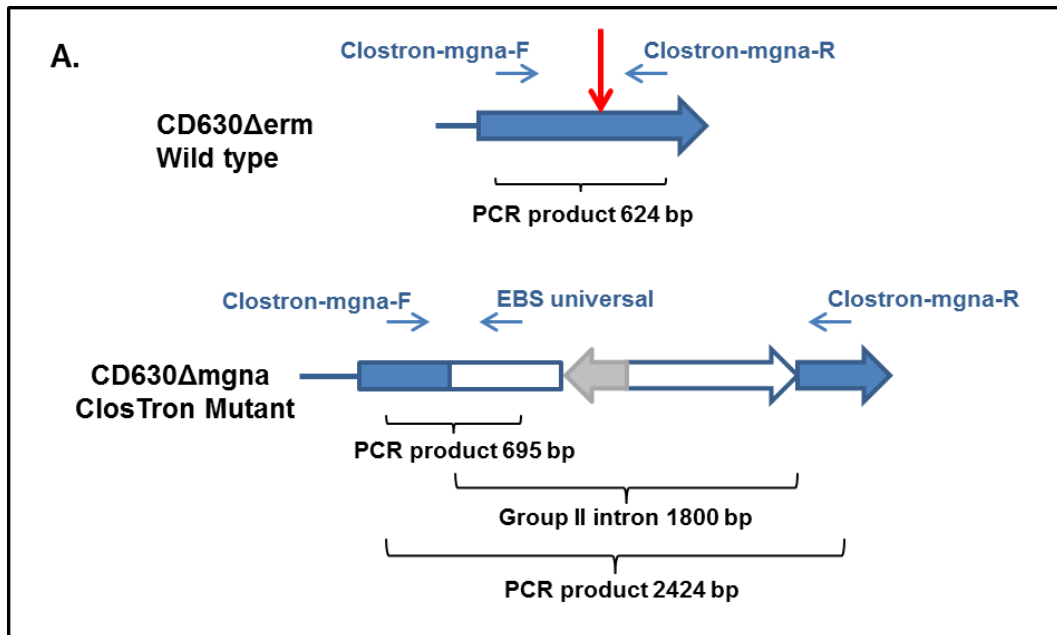 A.
Clostron-mgna-F
Clostron-mgna-R
CD630Δerm
Wild type
PCR product 624 bp
Clostron-mgna-F
EBS universal
Clostron-mgna-R
CD630Δmgna
ClosTron Mutant
PCR product 695 bp
Group II intron 1800 bp
PCR product 2424 bp